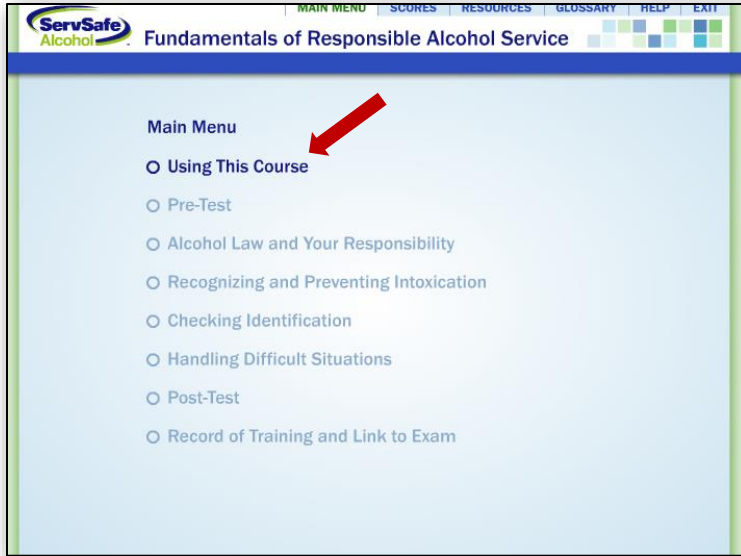 MAIN MENU SCORES RESOURCES GLOSSARY HELP EXIT
ServSafe
Alcohol
Fundamentals of Responsible Alcohol Service
Main Menu
Using This Course
Pre-Test
Alcohol Law and Your Responsibility
Recognizing and Preventing Intoxication
Checking Identification
Handling Difficult Situations
Post-Test
Record of Training and Link to Exam